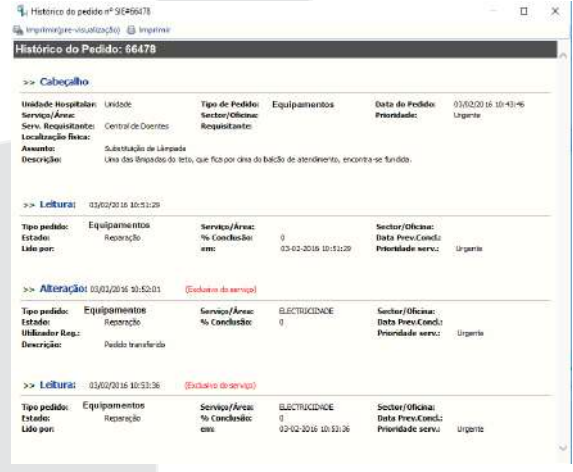 Histórico do pedido nº SIE#66478
Imprimir(pre-visualização) Imprimir
Histórico do Pedido: 66478
>> Cabeçalho
Unidade Hospitalar: Unidade Tipo de Pedido: Equipamentos Data do Pedido: 03/02/2016 10:43:46
Serviço/Área: Sector/Oficina: Prioridade: Urgente
Serv. Requisitante: Central de Doentes Requisitante:
Localização física:
Assunto: Substituição de Lâmpada
Descrição: Uma das lâmpadas do teto, que fica por cima do balcão de atendimento, encontra-se fundida.
>> Leitura: 03/02/2016 10:51:29
Tipo pedido: Equipamentos Serviço/Área: Sector/Oficina:
Estado: Reparação % Conclusão: 0 Data Prev.Concl.:
Lido por: em: 03-02-2016 10:51:29 Prioridade serv.: Urgente
>> Alteração: 03/02/2016 10:52:01 (Exclusivo do serviço)
Tipo pedido: Equipamentos Serviço/Área: ELECTRICIDADE Sector/Oficina:
Estado: Reparação % Conclusão: 0 Data Prev.Concl.:
Utilizador Reg.: Prioridade serv.: Urgente
Descrição: Pedido transferido
>> Leitura: 03/02/2016 10:53:36 (Exclusivo do serviço)
Tipo pedido: Equipamentos Serviço/Área: ELECTRICIDADE Sector/Oficina:
Estado: Reparação % Conclusão: 0 Data Prev.Concl.:
Lido por: em: 03-02-2016 10:53:36 Prioridade serv.: Urgente